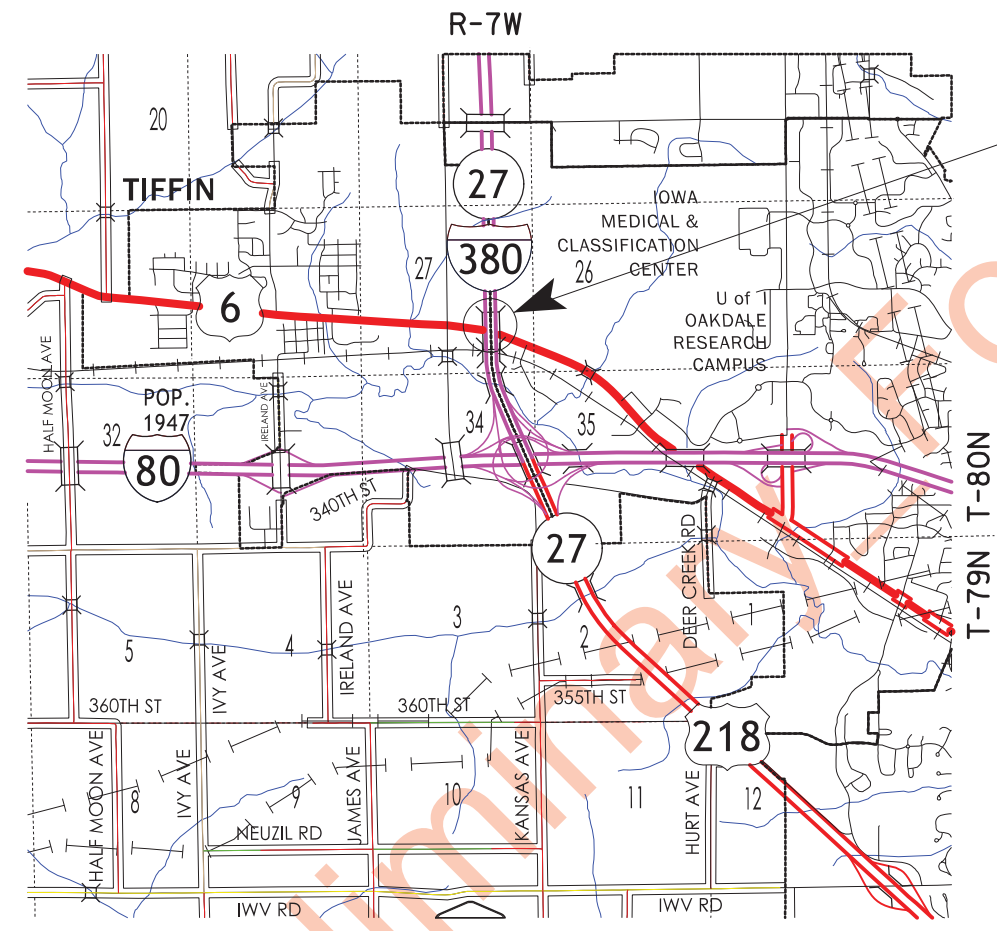 R-7W
20
TIFFIN
27
IOWA
MEDICAL &
CLASSIFICATION
CENTER
380
27
26
6
U of I
OAKDALE
RESEARCH
CAMPUS
HALF MOON AVE
POP.
1947
IRELAND AVE
32
34
35
80
340TH ST
T-80N
27
DEER CREEK RD
T-79N
5
4
3
2
1
IVY AVE
IRELAND AVE
360TH ST
360TH ST
355TH ST
218
HALF MOON AVE
IVY AVE
JAMES AVE
KANSAS AVE
HURT AVE
8
9
10
11
12
NEUZIL RD
IWV RD
IWV RD
liminary_Fo